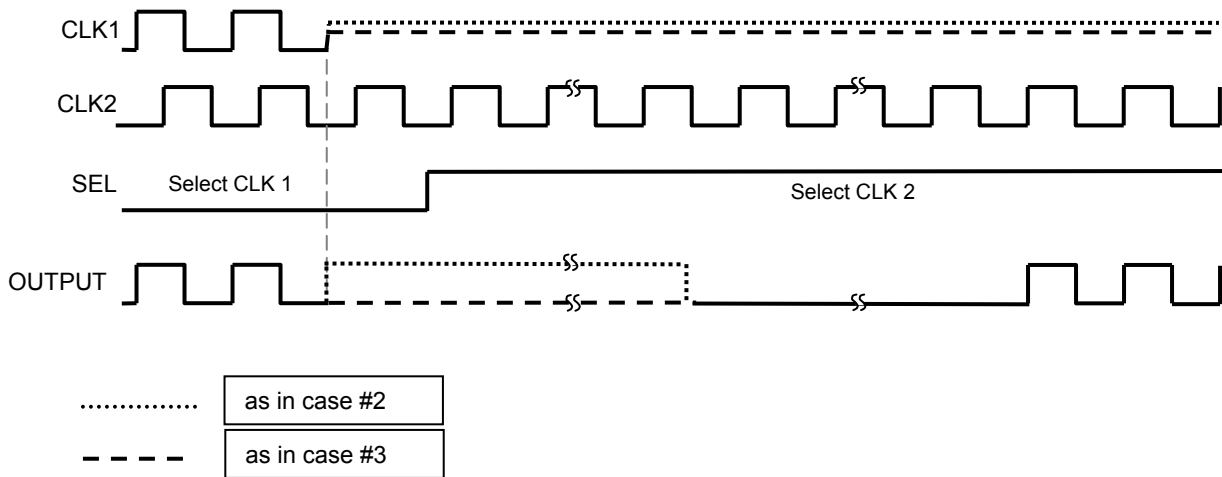 CLK1
CLK2
SEL
Select CLK 1
Select CLK 2
OUTPUT
as in case #2
as in case #3